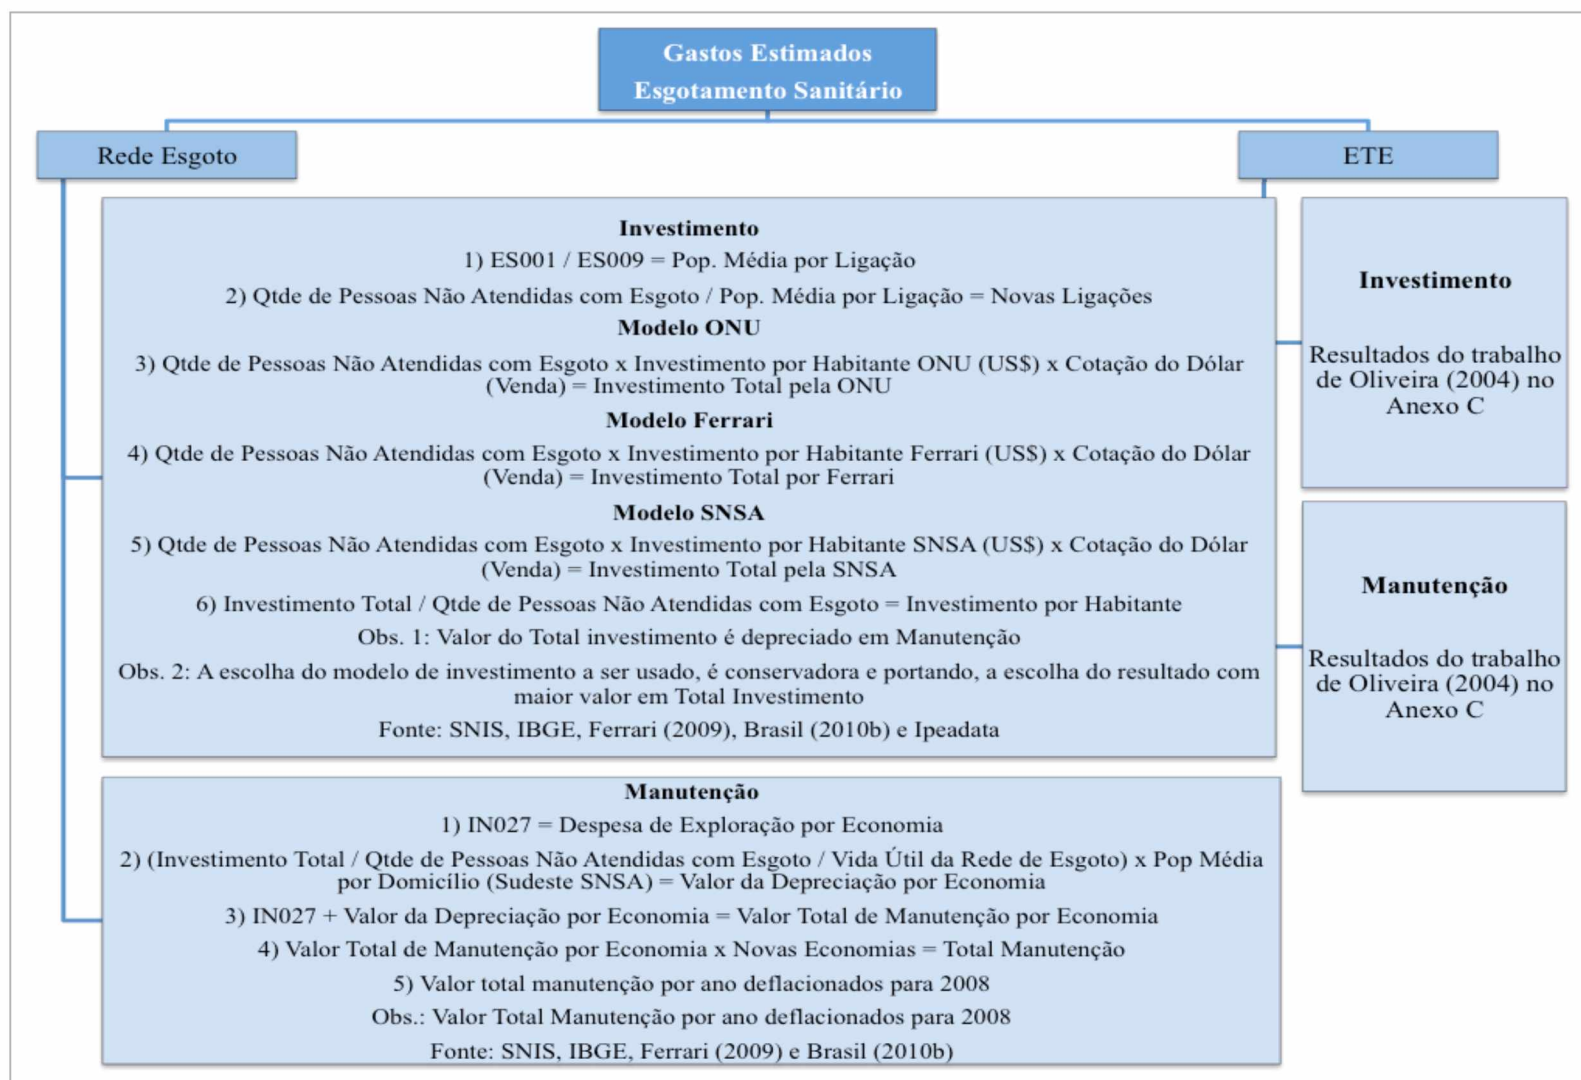 Gastos Estimados
Esgotamento Sanitário
Rede Esgoto
ETE
Investimento
1) ES001 / ES009 = Pop. Média por Ligação
2) Qtde de Pessoas Não Atendidas com Esgoto / Pop. Média por Ligação = Novas Ligações
Modelo ONU
3) Qtde de Pessoas Não Atendidas com Esgoto x Investimento por Habitante ONU (US$) x Cotação do Dólar
(Venda) = Investimento Total pela ONU
Modelo Ferrari
4) Qtde de Pessoas Não Atendidas com Esgoto x Investimento por Habitante Ferrari (US$) x Cotação do Dólar
(Venda) = Investimento Total por Ferrari
Modelo SNSA
5) Qtde de Pessoas Não Atendidas com Esgoto x Investimento por Habitante SNSA (US$) x Cotação do Dólar
(Venda) = Investimento Total pela SNSA
6) Investimento Total / Qtde de Pessoas Não Atendidas com Esgoto = Investimento por Habitante
Obs. 1: Valor do Total investimento é depreciado em Manutenção
Obs. 2: A escolha do modelo de investimento a ser usado, é conservadora e portando, a escolha do resultado com
maior valor em Total Investimento
Fonte: SNIS, IBGE, Ferrari (2009), Brasil (2010b) e Ipeadata
Manutenção
1) IN027 = Despesa de Exploração por Economia
2) (Investimento Total / Qtde de Pessoas Não Atendidas com Esgoto / Vida Útil da Rede de Esgoto) x Pop Média
por Domicílio (Sudeste SNSA) = Valor da Depreciação por Economia
3) IN027 + Valor da Depreciação por Economia = Valor Total de Manutenção por Economia
4) Valor Total de Manutenção por Economia x Novas Economias = Total Manutenção
5) Valor total manutenção por ano deflacionados para 2008
Obs.: Valor Total Manutenção por ano deflacionados para 2008
Fonte: SNIS, IBGE, Ferrari (2009) e Brasil (2010b)
Investimento
Resultados do trabalho
de Oliveira (2004) no
Anexo C
Manutenção
Resultados do trabalho
de Oliveira (2004) no
Anexo C